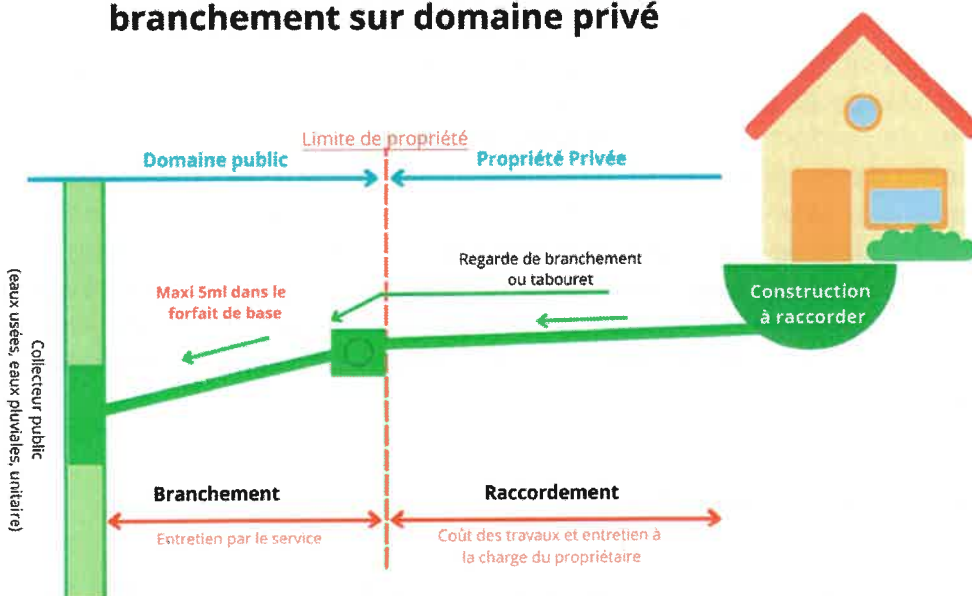 branchement sur domaine privé
Limite de propriété
Domaine public
Propriété Privée
Regarde de branchement
ou tabouret
Maxi 5ml dans le
forfait de base
Construction
à raccorder
Collecteur public
(eaux usées, eaux pluviales, unitaire)
Branchement
Raccordement
Entretien par le service
Coût des travaux et entretien à
la charge du propriétaire